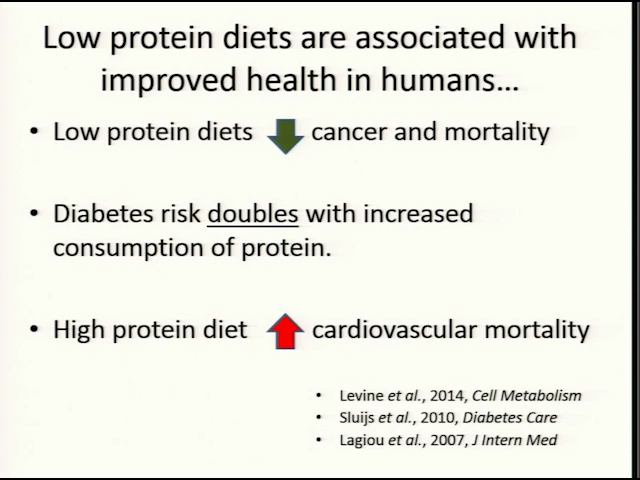 Low protein diets are associated with
improved health in humans…
• Low protein diets cancer and mortality
• Diabetes risk doubles with increased
consumption of protein.
• High protein diet cardiovascular mortality
• Levine et al., 2014, Cell Metabolism
• Sluijs et al., 2010, Diabetes Care
• Lagiou et al., 2007, J Intern Med